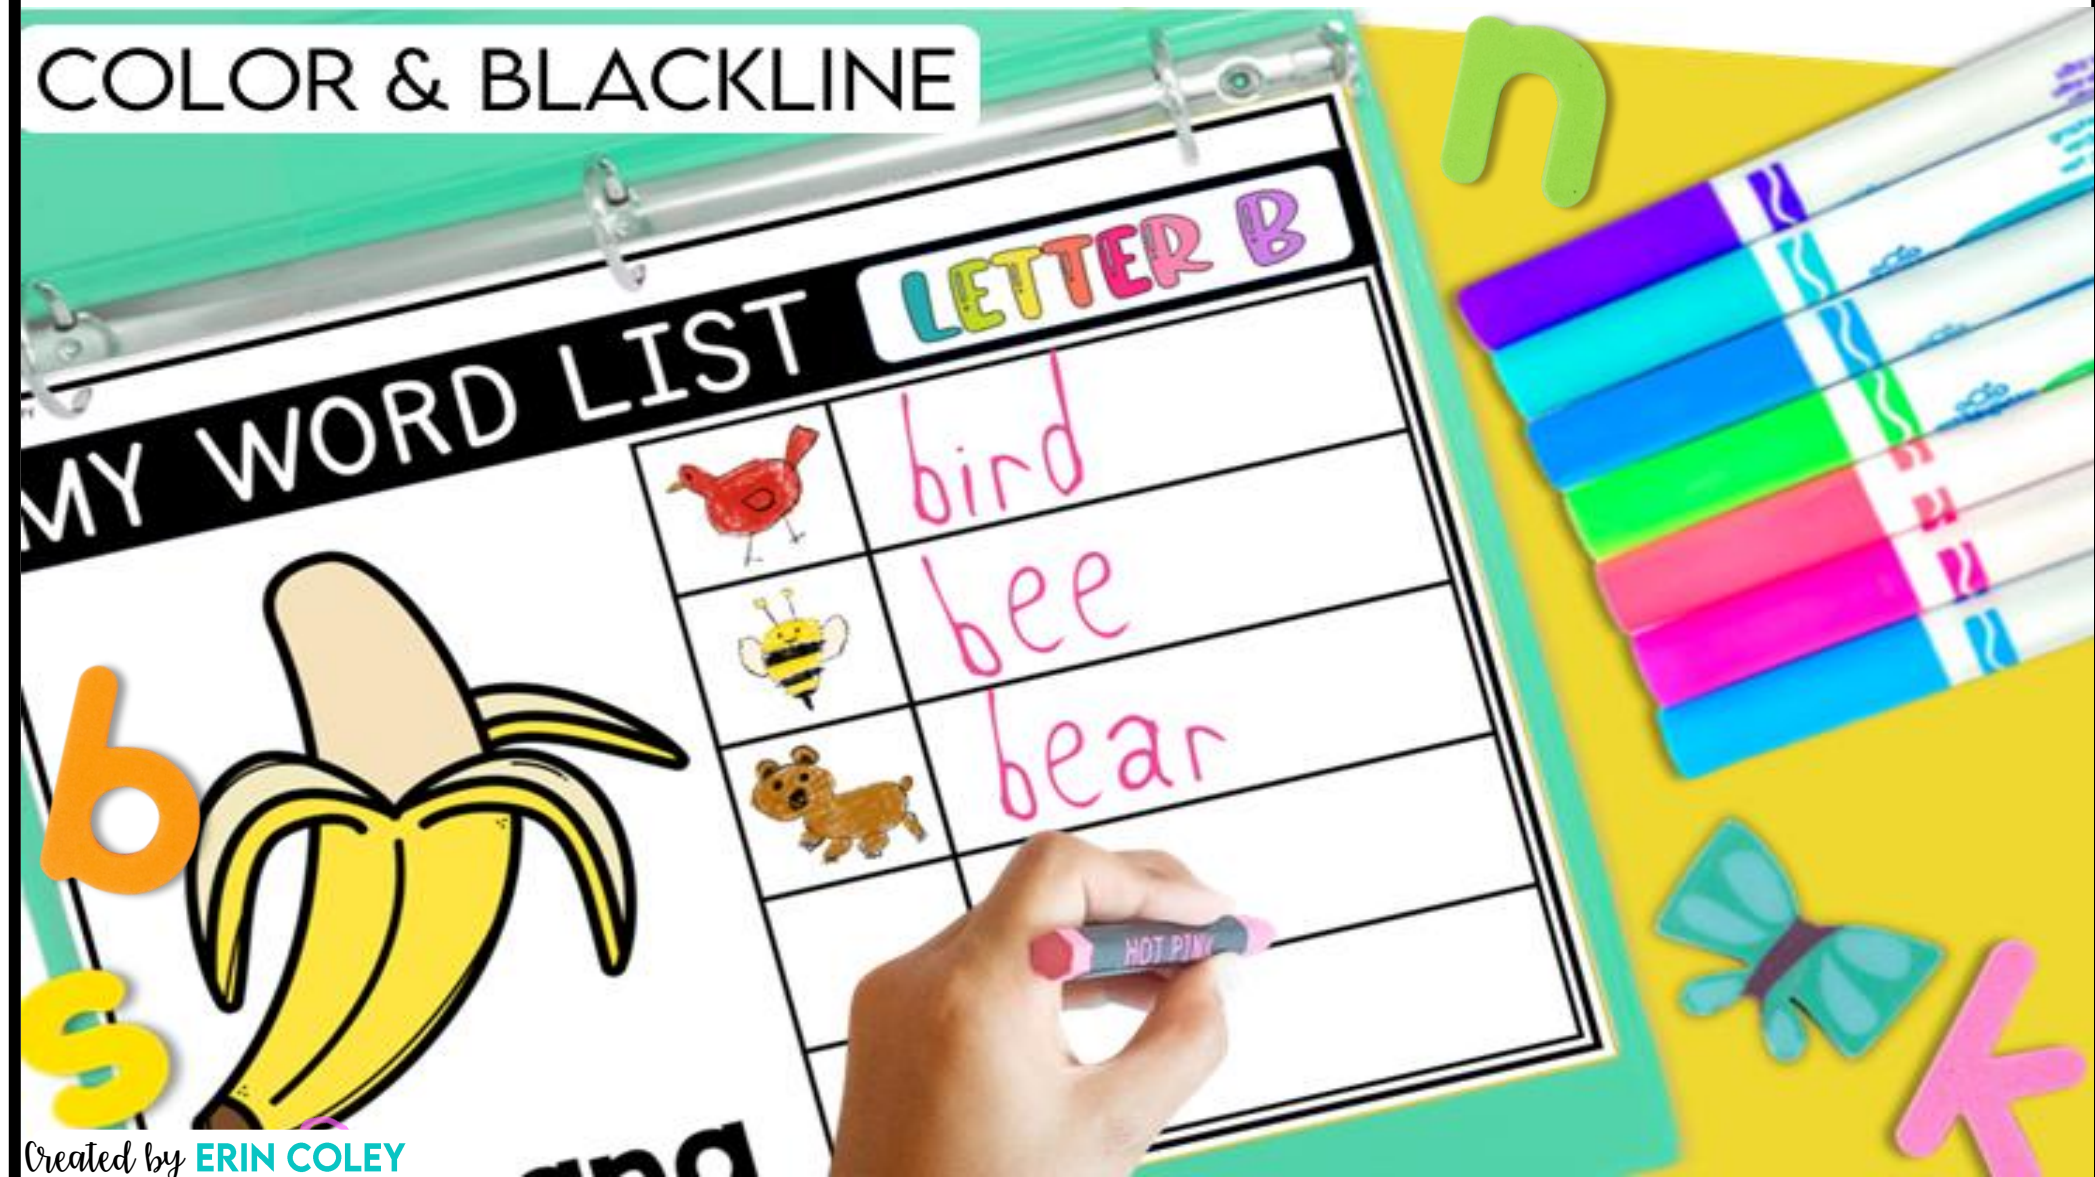 COLOR & BLACKLINE
n
MY WORD LIST LETTER B
bird
bee
bear
b
HOT PINK
s
k
Created by ERIN COLEY